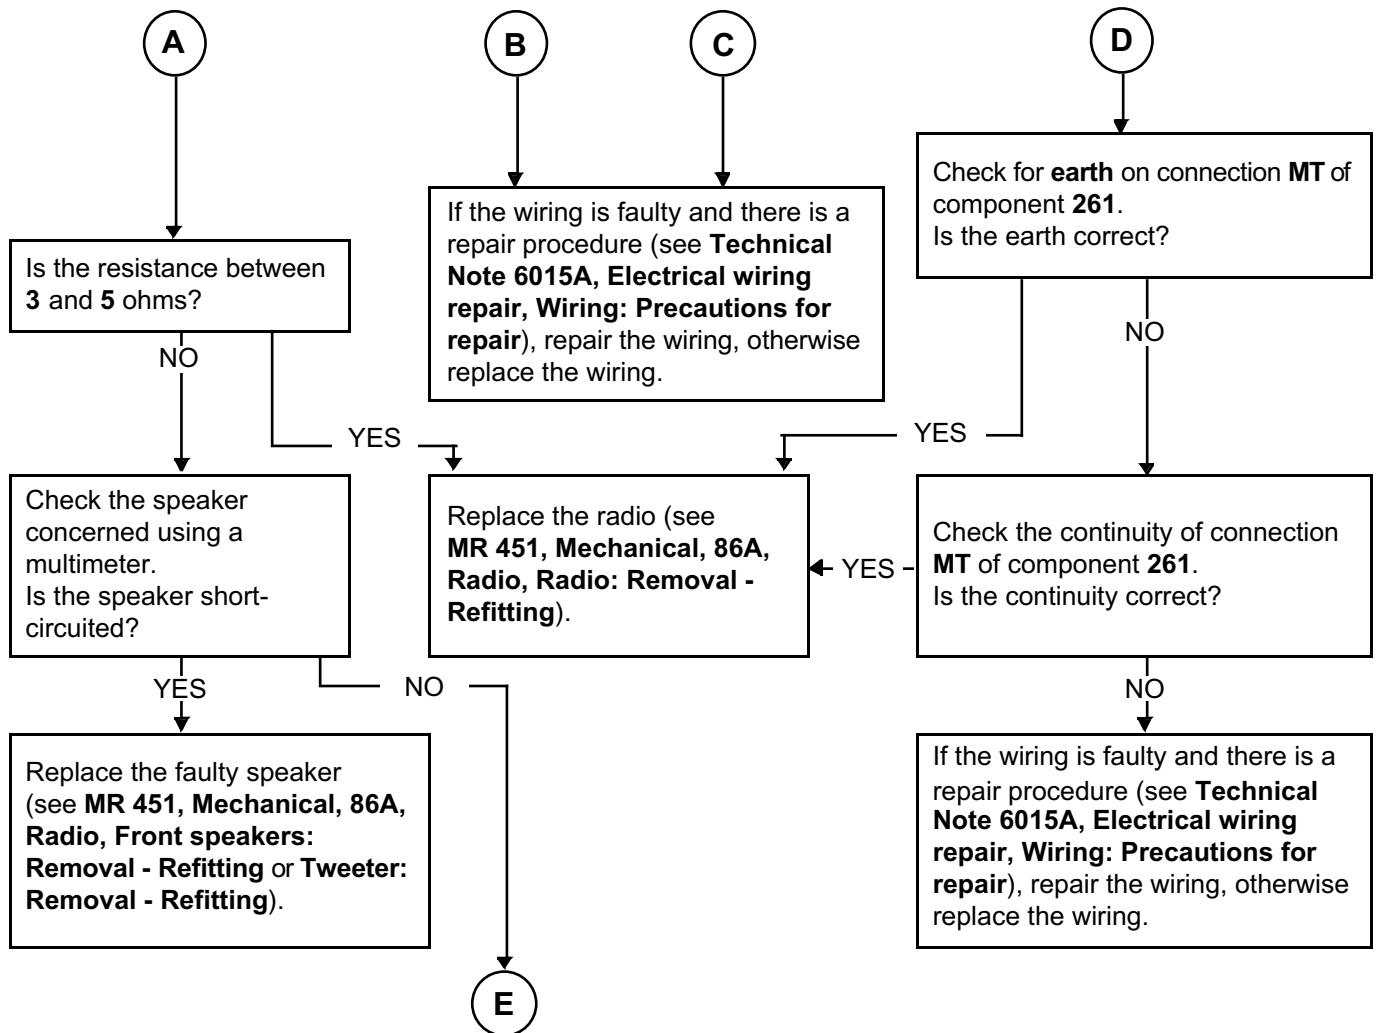 A
B
C
D
Is the resistance between
3 and 5 ohms?
If the wiring is faulty and there is a
repair procedure (see Technical
Note 6015A, Electrical wiring
repair, Wiring: Precautions for
repair), repair the wiring, otherwise
replace the wiring.
Check for earth on connection MT of
component 261.
Is the earth correct?
NO
YES
YES
NO
Check the speaker
concerned using a
multimeter.
Is the speaker short-
circuited?
Replace the radio (see
MR 451, Mechanical, 86A,
Radio, Radio: Removal -
Refitting).
YES
Check the continuity of connection
MT of component 261.
Is the continuity correct?
YES
NO
NO
Replace the faulty speaker
(see MR 451, Mechanical, 86A,
Radio, Front speakers:
Removal - Refitting or Tweeter:
Removal - Refitting).
If the wiring is faulty and there is a
repair procedure (see Technical
Note 6015A, Electrical wiring
repair, Wiring: Precautions for
repair), repair the wiring, otherwise
replace the wiring.
E